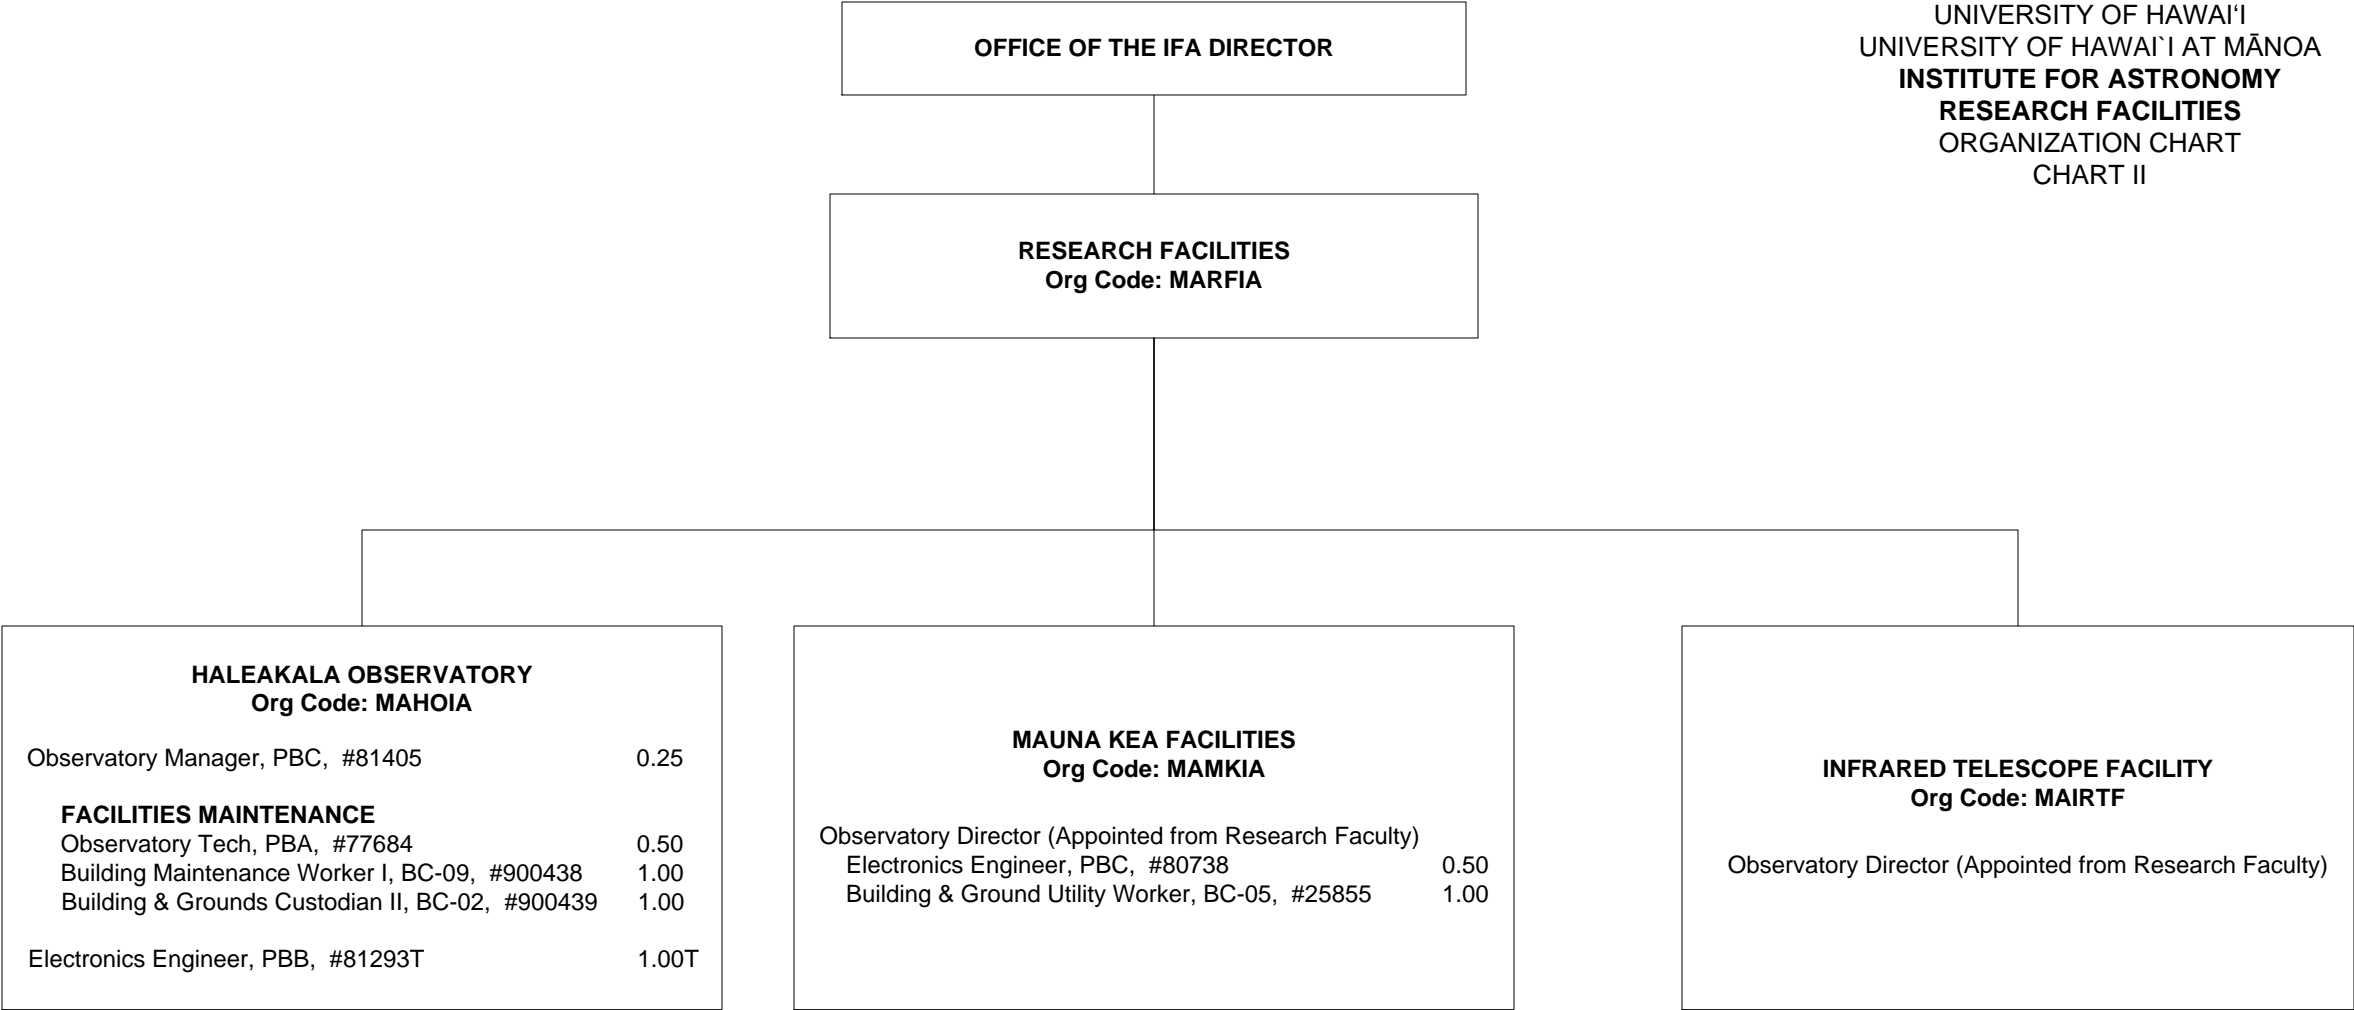 OFFICE OF THE IFA DIRECTOR
UNIVERSITY OF HAWAI‘I
UNIVERSITY OF HAWAI`I AT MĀNOA
INSTITUTE FOR ASTRONOMY
RESEARCH FACILITIES
ORGANIZATION CHART
CHART II
RESEARCH FACILITIES
Org Code: MARFIA
HALEAKALA OBSERVATORY
Org Code: MAHOIA
Observatory Manager, PBC, #81405 0.25
FACILITIES MAINTENANCE
Observatory Tech, PBA, #77684 0.50
Building Maintenance Worker I, BC-09, #900438 1.00
Building & Grounds Custodian II, BC-02, #900439 1.00
Electronics Engineer, PBB, #81293T 1.00T
MAUNA KEA FACILITIES
Org Code: MAMKIA
Observatory Director (Appointed from Research Faculty)
Electronics Engineer, PBC, #80738 0.50
Building & Ground Utility Worker, BC-05, #25855 1.00
INFRARED TELESCOPE FACILITY
Org Code: MAIRTF
Observatory Director (Appointed from Research Faculty)